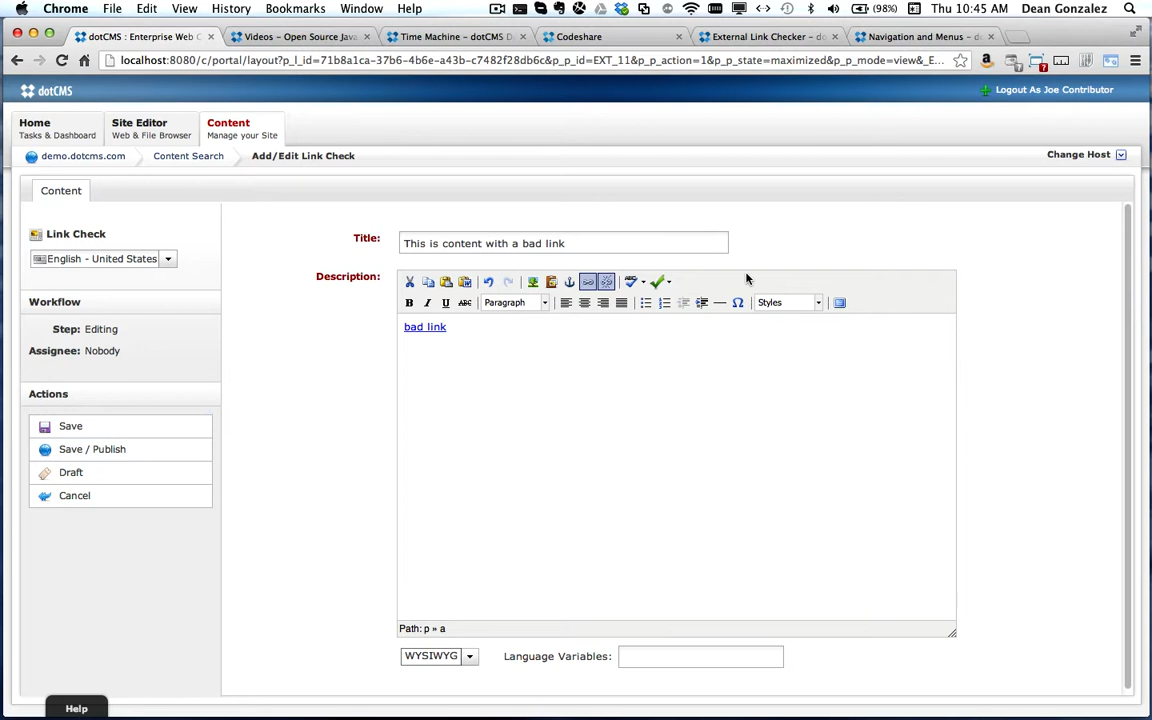 Chrome File Edit View History Bookmarks Window Help (98%) Thu 10:45 AM Dean Gonzalez
dotCMS : Enterprise Web C Videos – Open Source Java Time Machine – dotCMS D Codeshare External Link Checker – do Navigation and Menus – d
localhost:8080/c/portal/layout?p_l_id=71b8a1ca-37b6-4b6e-a43b-c7482f28db6c&p_p_id=EXT_11&p_p_action=1&p_p_state=maximized&p_p_mode=view&_E...
dotCMS Logout As Joe Contributor
Home Site Editor Content
Tasks & Dashboard Web & File Browser Manage your Site
demo.dotcms.com Content Search Add/Edit Link Check Change Host
Content
Link Check
English - United States
Title: This is content with a bad link
Description:
B I U ABC Paragraph Ω Styles
bad link
Workflow
Step: Editing
Assignee: Nobody
Actions
Save
Save / Publish
Draft
Cancel
Path: p » a
WYSIWYG Language Variables:
Help